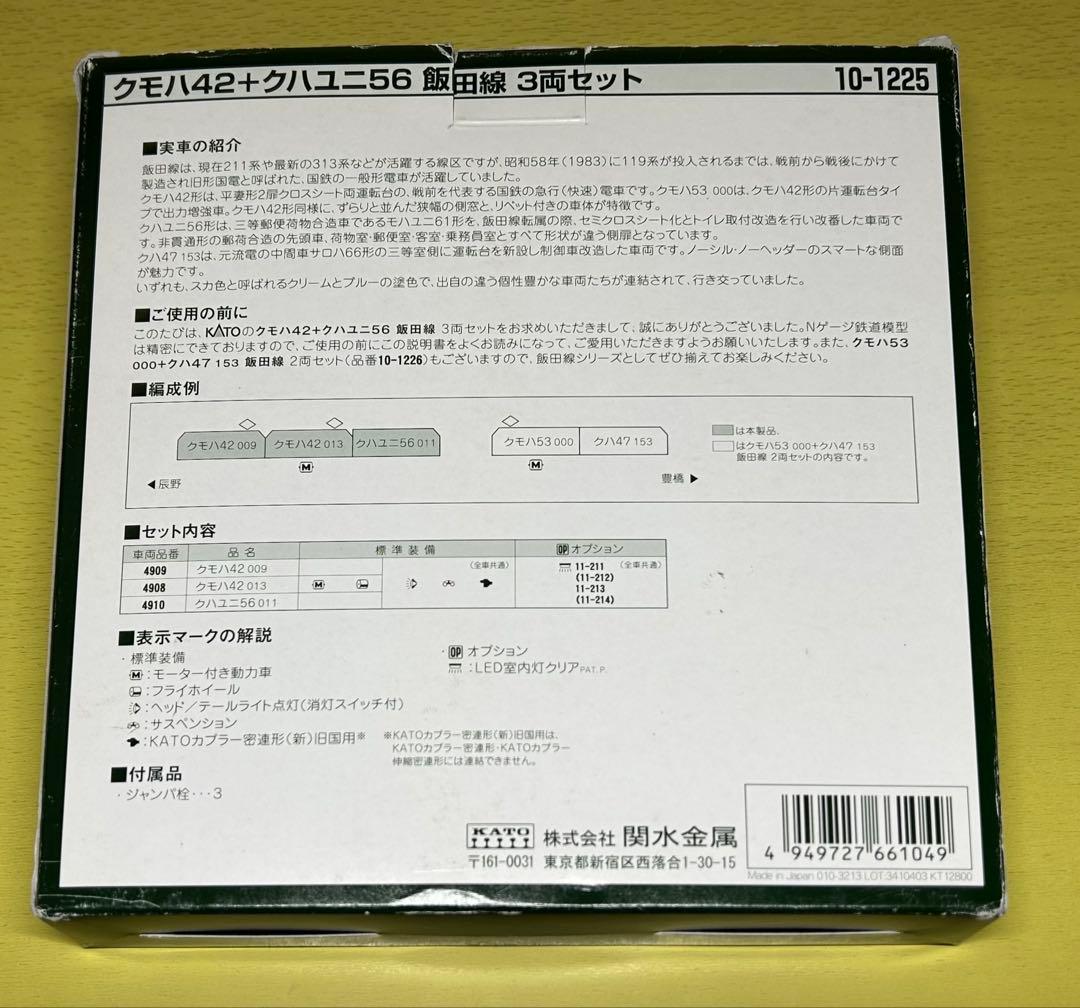 クモハ42+クハユニ56 飯田線 3両セット 10-1225
■実車の紹介
飯田線は、現在211系や最新の313系などが活躍する線区ですが、昭和58年(1983)に119系が投入されるまでは、戦前から戦後にかけて
製造され旧形国電と呼ばれた、国鉄の一般形電車が活躍していました。
クモハ42形は、平妻形2扉クロスシート両運転台の、戦前を代表する国鉄の急行(快速)電車です。クモハ53 000は、クモハ42形の片運転台タイ
プで出力増強車。クモハ42形同様に、ずらりと並んだ狭幅の側窓と、リベット付きの車体が特徴です。
クハユニ56形は、三等郵便荷物合造車であるモハユニ61形を、飯田線転属の際、セミクロスシート化とトイレ取付改造を行い改番した車両で
す。非貫通形の郵荷合造の先頭車、荷物室・郵便室・客室・乗務員室とすべて形状が違う側扉となっています。
クハ47 153は、元流電の中間車サロハ66形の三等室側に運転台を新設し制御車改造した車両です。ノーシル・ノーヘッダーのスマートな側面
が魅力です。
いずれも、スカ色と呼ばれるクリームとブルーの塗色で、出自の違う個性豊かな車両たちが連結されて、行き交っていました。
■ご使用の前に
このたびは、KATOのクモハ42+クハユニ56 飯田線 3両セットをお求めいただきまして、誠にありがとうございました。Nゲージ鉄道模型
は精密にできておりますので、ご使用の前にこの説明書をよくお読みになって、ご愛用いただきますようお願いいたします。また、クモハ53
000+クハ47 153 飯田線 2両セット(品番10-1226)もございますので、飯田線シリーズとしてぜひ揃えてお楽しみください。
■編成例
クモハ42 009 クモハ42 013 クハユニ56 011 クモハ53 000 クハ47 153
M M
は本製品、
はクモハ53 000+クハ47 153
飯田線 2両セットの内容です。
◀辰野 豊橋▶
■セット内容
車両品番 品名 標準装備 OP オプション
4909 クモハ42 009 (全車共通) 11-211 (全車共通)
(11-212)
4908 クモハ42 013 M 11-213
4910 クハユニ56 011 (11-214)
■表示マークの解説
・標準装備
M:モーター付き動力車
:フライホイール
:ヘッド/テールライト点灯(消灯スイッチ付)
:サスペンション
:KATOカプラー密連形(新)旧国用※
・OP オプション
:LED室内灯クリアPAT.P.
※KATOカプラー密連形(新)旧国用は、
KATOカプラー密連形・KATOカプラー
伸縮密連形には連結できません。
■付属品
・ジャンパ栓・・・3
KATO 株式会社 関水金属
〒161-0031 東京都新宿区西落合1-30-15
4 949727 661049
Made in Japan 010-3213 LOT:3410403 KT12800